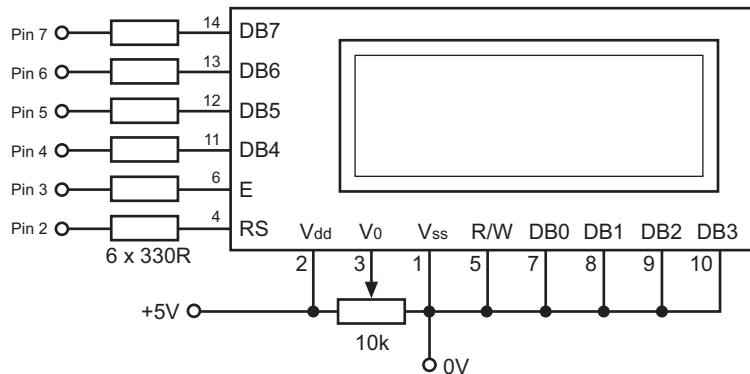 Pin 7 14 DB7
Pin 6 13 DB6
Pin 5 12 DB5
Pin 4 11 DB4
Pin 3 6 E
Pin 2 4 RS
6 x 330R
Vdd V0 Vss R/W DB0 DB1 DB2 DB3
2 3 1 5 7 8 9 10
+5V
10k
0V